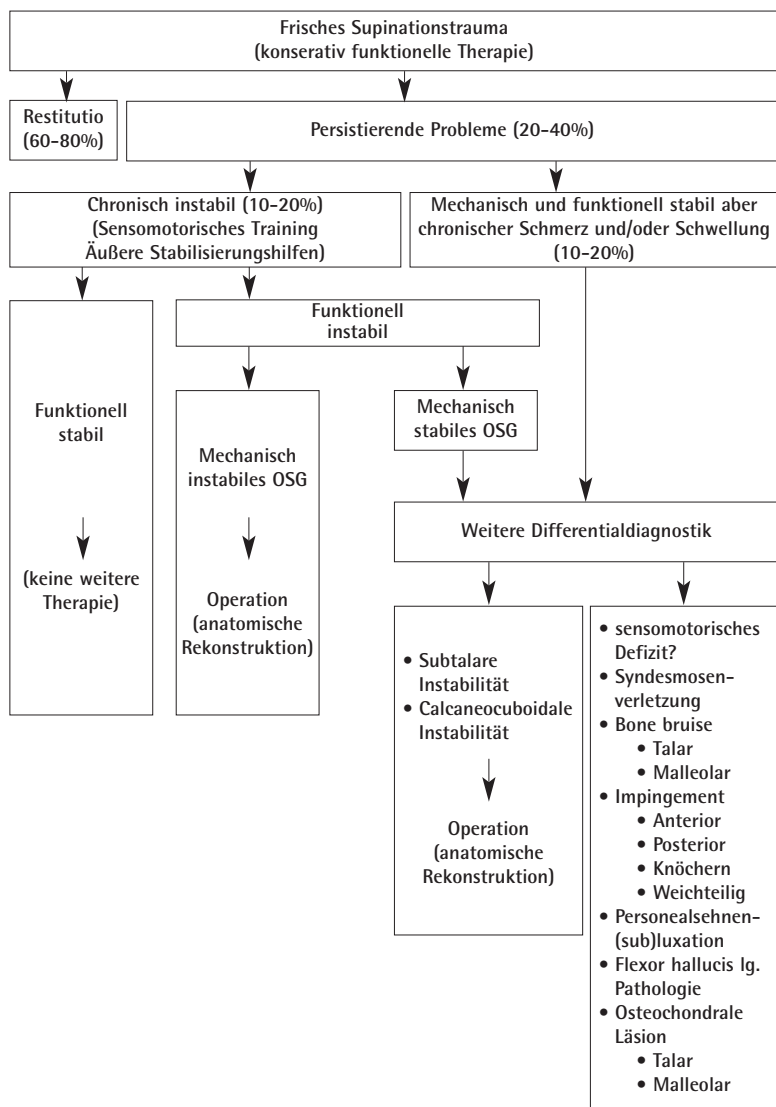 Frisches Supinationstrauma
(konserativ funktionelle Therapie)
Restitutio
(60-80%)
Persistierende Probleme (20-40%)
Chronisch instabil (10-20%)
(Sensomotorisches Training
Äußere Stabilisierungshilfen)
Mechanisch und funktionell stabil aber
chronischer Schmerz und/oder Schwellung
(10-20%)
Funktionell
stabil
(keine weitere
Therapie)
Funktionell
instabil
Mechanisch
instabiles OSG
Operation
(anatomische
Rekonstruktion)
Mechanisch
stabiles OSG
Weitere Differentialdiagnostik
• Subtalare
Instabilität
• Calcaneocuboidale
Instabilität
Operation
(anatomische
Rekonstruktion)
• sensomotorisches
Defizit?
• Syndesmosen-
verletzung
• Bone bruise
• Talar
• Malleolar
• Impingement
• Anterior
• Posterior
• Knöchern
• Weichteilig
• Personealsehnen-
(sub)luxation
• Flexor hallucis lg.
Pathologie
• Osteochondrale
Läsion
• Talar
• Malleolar